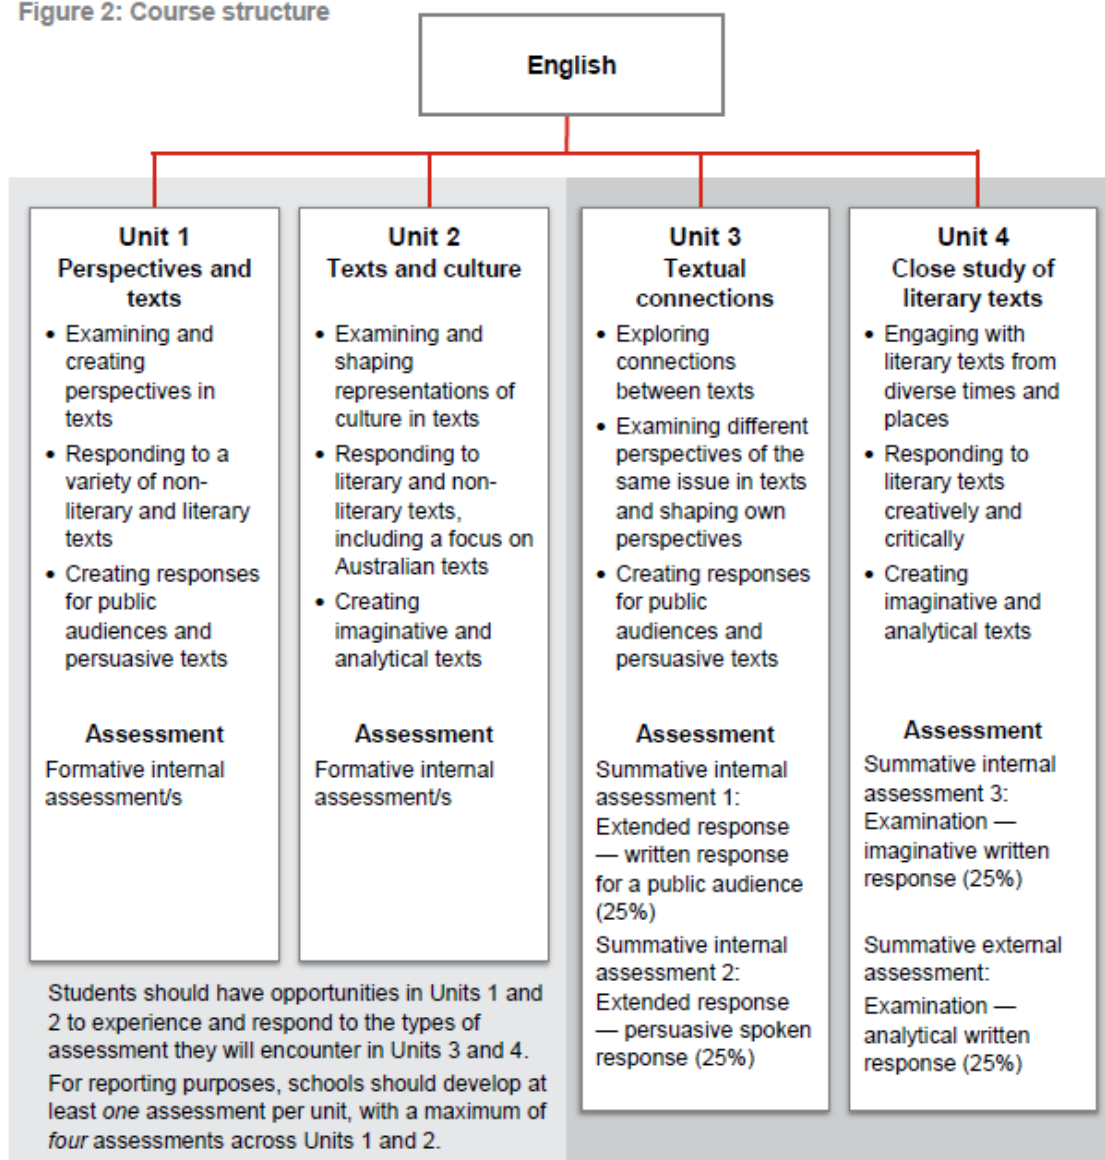 Figure 2: Course structure
English
Unit 1
Perspectives and
texts
• Examining and
creating
perspectives in
texts
• Responding to a
variety of non-
literary and literary
texts
• Creating responses
for public
audiences and
persuasive texts
Assessment
Formative internal
assessment/s
Unit 2
Texts and culture
• Examining and
shaping
representations of
culture in texts
• Responding to
literary and non-
literary texts,
including a focus on
Australian texts
• Creating
imaginative and
analytical texts
Assessment
Formative internal
assessment/s
Students should have opportunities in Units 1 and
2 to experience and respond to the types of
assessment they will encounter in Units 3 and 4.
For reporting purposes, schools should develop at
least one assessment per unit, with a maximum of
four assessments across Units 1 and 2.
Unit 3
Textual
connections
• Exploring
connections
between texts
• Examining different
perspectives of the
same issue in texts
and shaping own
perspectives
• Creating responses
for public
audiences and
persuasive texts
Assessment
Summative internal
assessment 1:
Extended response
— written response
for a public audience
(25%)
Summative internal
assessment 2:
Extended response
— persuasive spoken
response (25%)
Unit 4
Close study of
literary texts
• Engaging with
literary texts from
diverse times and
places
• Responding to
literary texts
creatively and
critically
• Creating
imaginative and
analytical texts
Assessment
Summative internal
assessment 3:
Examination —
imaginative written
response (25%)
Summative external
assessment:
Examination —
analytical written
response (25%)